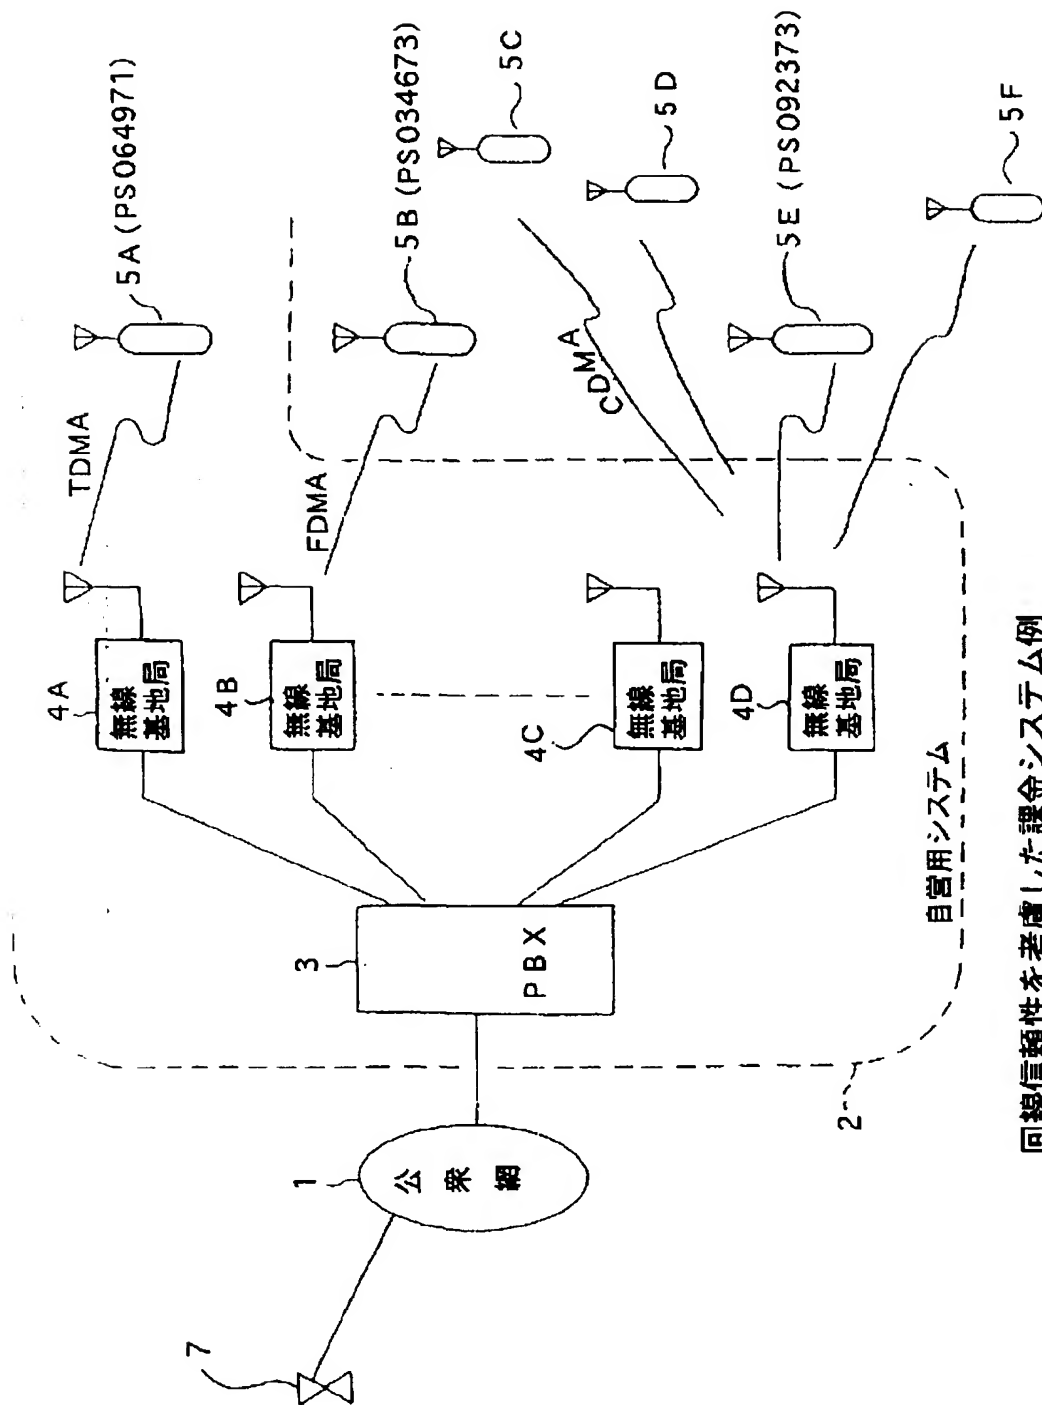 7
1
公衆網
2
3
PBX
4A
無線
基地局
4B
無線
基地局
4C
無線
基地局
4D
無線
基地局
TDMA
FDMA
CDMA
5A (PS064971)
5B (PS034673)
5C
5D
5E (PS092373)
5F
自営用システム
回線信頼性を考慮した課金システム例